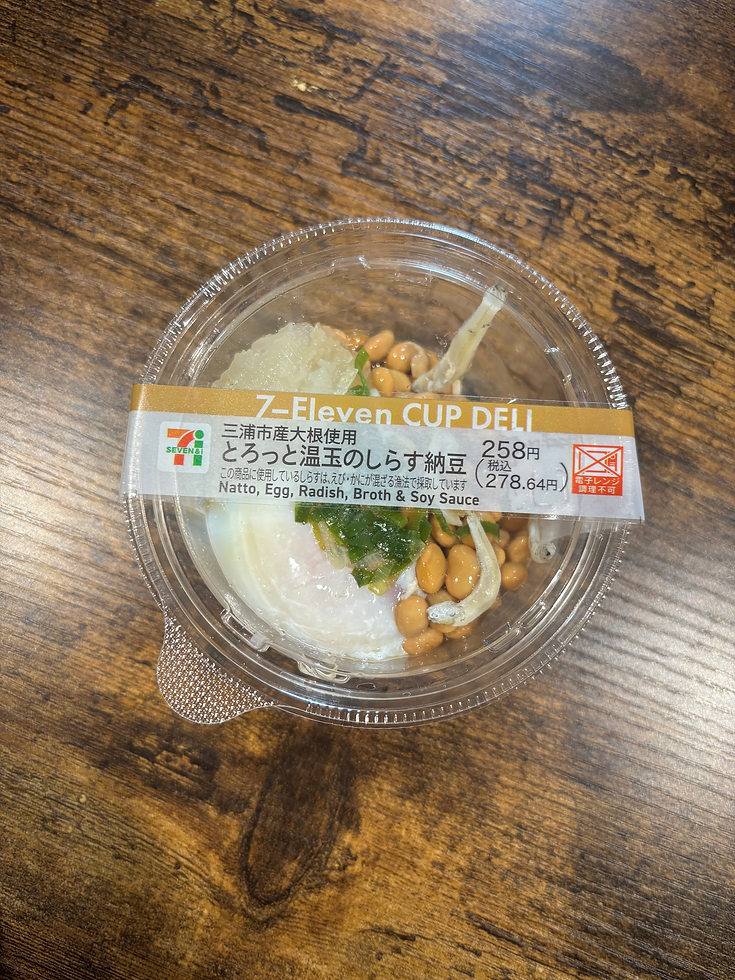 7-Eleven CUP DELI
7i
SEVEN&i
三浦市産大根使用
とろっと温玉のしらす納豆
258円
(税込 278.64円)
この商品に使用しているしらすは、えび・かにが混ざる漁法で採取しています
Natto, Egg, Radish, Broth & Soy Sauce
電子レンジ
調理不可